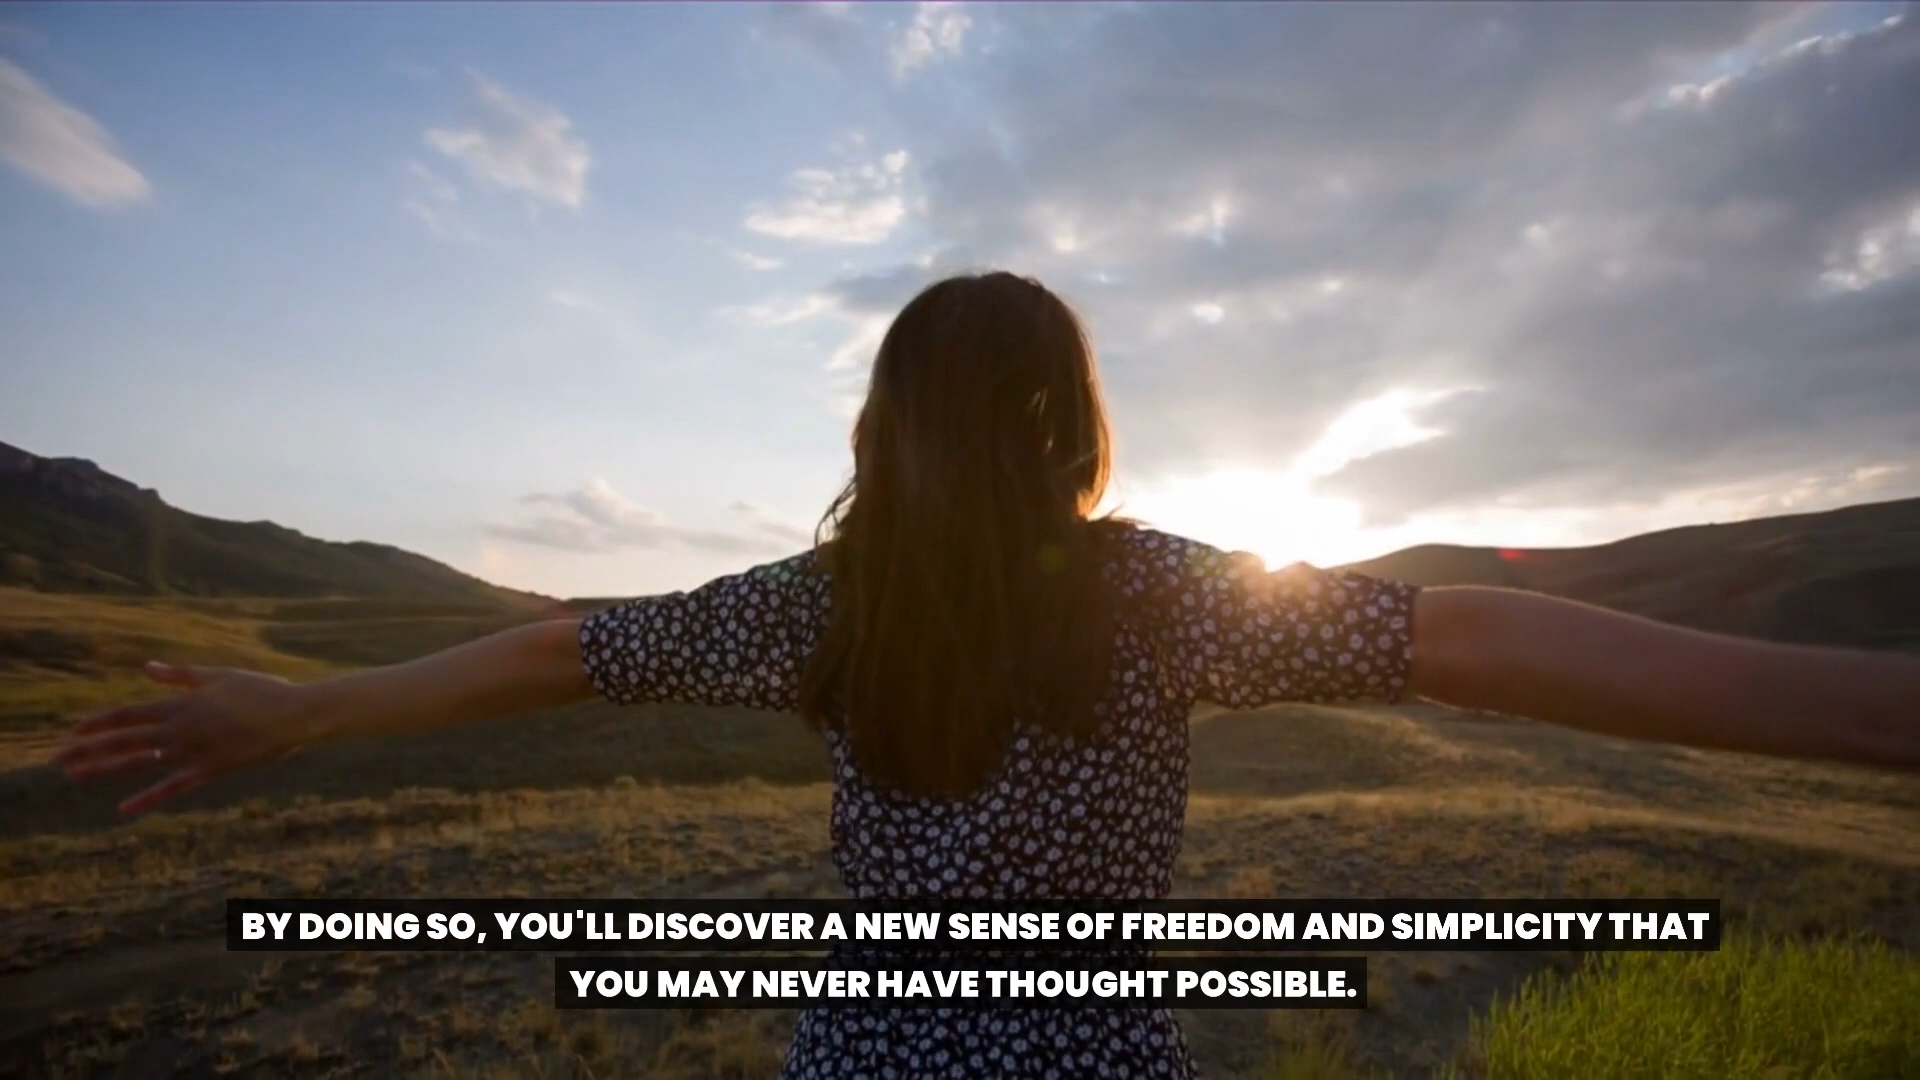 BY DOING SO, YOU'LL DISCOVER A NEW SENSE OF FREEDOM AND SIMPLICITY THAT
YOU MAY NEVER HAVE THOUGHT POSSIBLE.